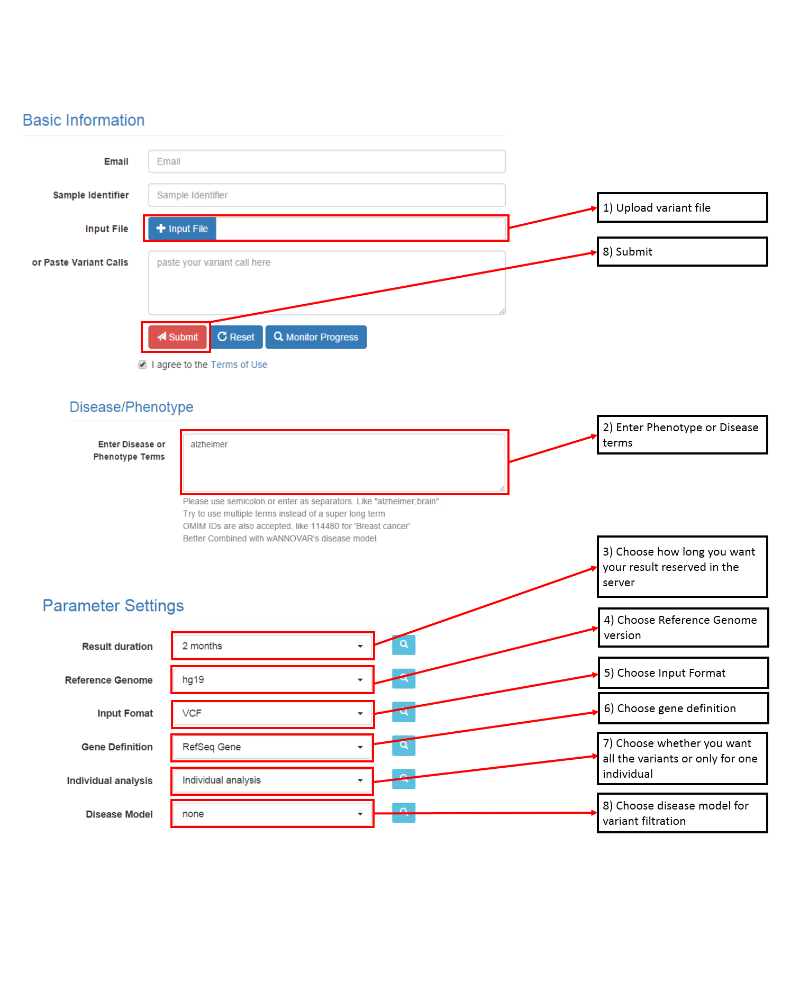 Basic Information
Email
Email
Sample Identifier
Sample Identifier
Input File
Input File
1) Upload variant file
or Paste Variant Calls
paste your variant call here
8) Submit
Submit
Reset
Monitor Progress
I agree to the Terms of Use
Disease/Phenotype
Enter Disease or
Phenotype Terms
alzheimer
2) Enter Phenotype or Disease
terms
Please use semicolon or enter as separators. Like "alzheimer;brain".
Try to use multiple terms instead of a super long term
OMIM IDs are also accepted, like 114480 for 'Breast cancer'
Better Combined with wANNOVAR's disease model.
3) Choose how long you want
your result reserved in the
server
Parameter Settings
Result duration
2 months
4) Choose Reference Genome
version
Reference Genome
hg19
5) Choose Input Format
Input Fomat
VCF
6) Choose gene definition
Gene Definition
RefSeq Gene
7) Choose whether you want
all the variants or only for one
individual
Individual analysis
Individual analysis
8) Choose disease model for
variant filtration
Disease Model
none